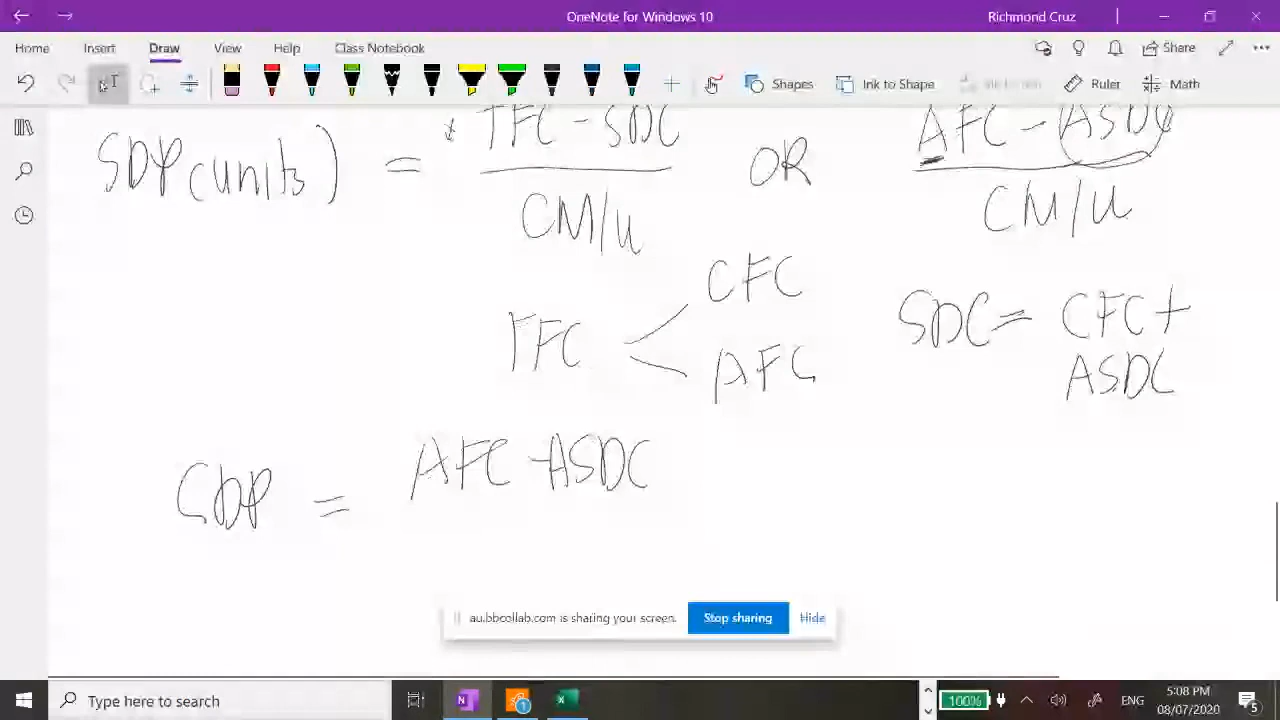 OneNote for Windows 10
Richmond Cruz
Home Insert Draw View Help Class Notebook Share
Shapes Ink to Shape Ruler Math
SDP (units) = TFC - SDC OR AFC - ASDC
CM/u CM/u
TFC < CFC
AFC
SDC = CFC +
ASDC
SDP = AFC - ASDC
au.bbcollab.com is sharing your screen. Stop sharing Hide
Type here to search
1
100% ENG 5:08 PM
08/07/2020
5